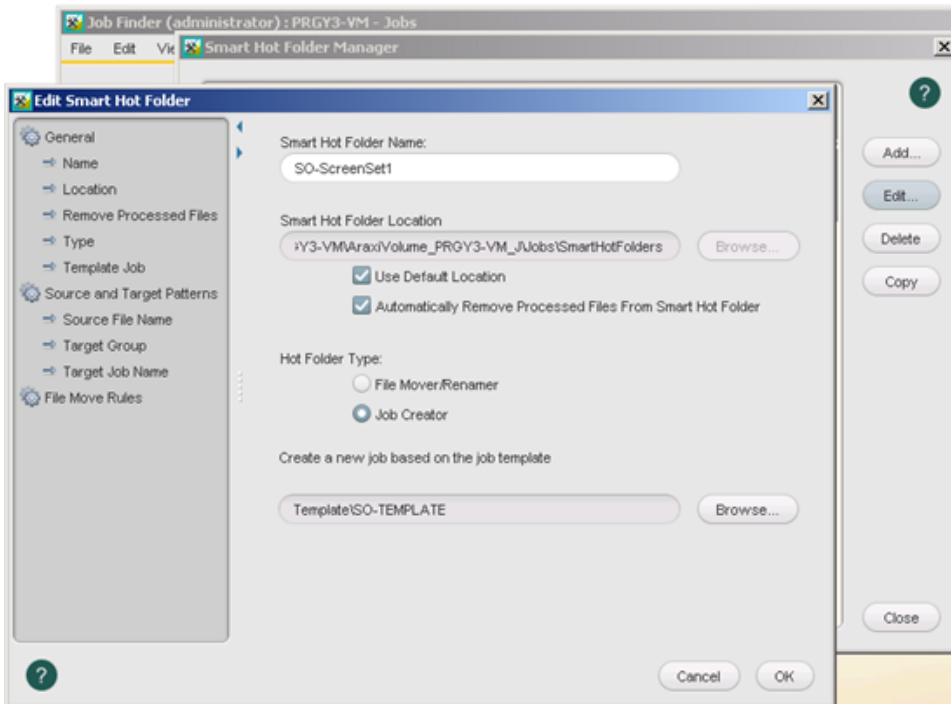 Job Finder (administrator) : PRGY3-VM - Jobs
File Edit
Smart Hot Folder Manager
Edit Smart Hot Folder
General
Name
Location
Remove Processed Files
Type
Template Job
Source and Target Patterns
Source File Name
Target Group
Target Job Name
File Move Rules
Smart Hot Folder Name:
SO-ScreenSet1
Smart Hot Folder Location
Y3-VM\AraxiVolume_PRGY3-VM_J\Jobs\SmartHotFolders
Browse...
Use Default Location
Automatically Remove Processed Files From Smart Hot Folder
Hot Folder Type:
File Mover/Renamer
Job Creator
Create a new job based on the job template
Template\SO-TEMPLATE
Browse...
?
Cancel
OK
?
Add...
Edit...
Delete
Copy
Close